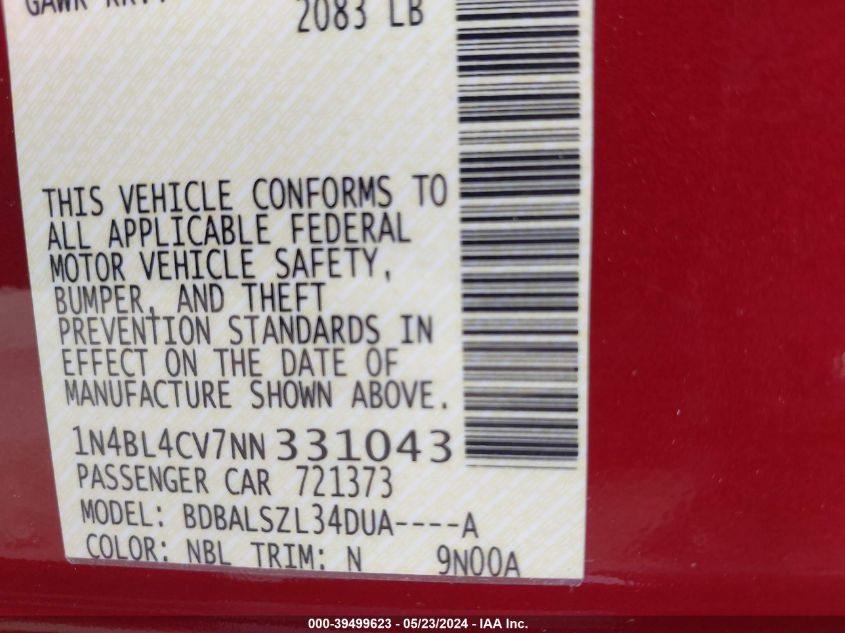 2083 LB
THIS VEHICLE CONFORMS TO
ALL APPLICABLE FEDERAL
MOTOR VEHICLE SAFETY,
BUMPER, AND THEFT
PREVENTION STANDARDS IN
EFFECT ON THE DATE OF
MANUFACTURE SHOWN ABOVE.
1N4BL4CV7NN331043
PASSENGER CAR 721373
MODEL: BDBALSZL34DUA----A
COLOR: NBL TRIM: N 9N00A
000-39499623 - 05/23/2024 - IAA Inc.